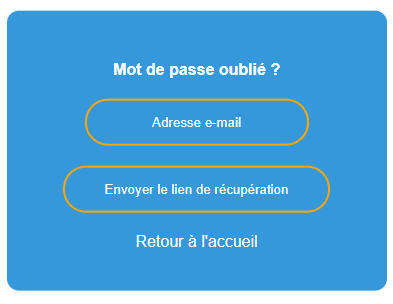 Mot de passe oublié ?
Adresse e-mail
Envoyer le lien de récupération
Retour à l'accueil